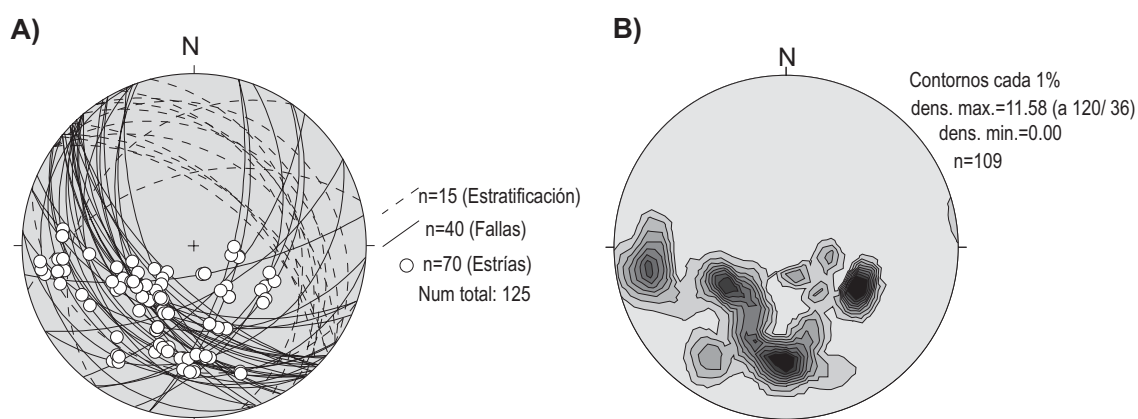 A)
N
n=15 (Estratificación)
n=40 (Fallas)
n=70 (Estrías)
Num total: 125
B)
N
Contornos cada 1%
dens. max.=11.58 (a 120/ 36)
dens. min.=0.00
n=109